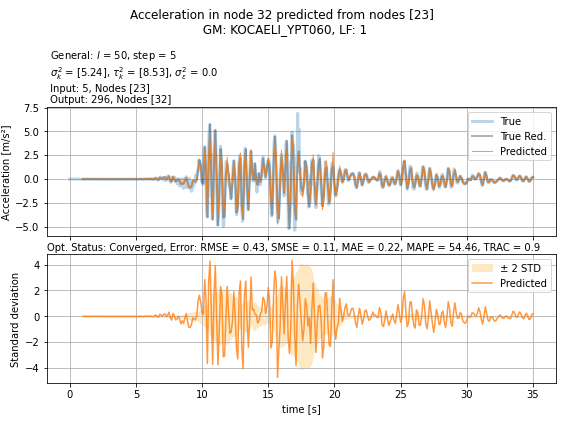 Acceleration in node 32 predicted from nodes [23]
GM: KOCAELI_YPT060, LF: 1
General: l = 50, step = 5
σ²ₖ = [5.24], τ²ₖ = [8.53], σ²ε = 0.0
Input: 5, Nodes [23]
Output: 296, Nodes [32]
Acceleration [m/s²]
7.5
5.0
2.5
0.0
−2.5
−5.0
True
True Red.
Predicted
Opt. Status: Converged, Error: RMSE = 0.43, SMSE = 0.11, MAE = 0.22, MAPE = 54.46, TRAC = 0.9
Standard deviation
4
2
0
−2
−4
± 2 STD
Predicted
0 5 10 15 20 25 30 35
time [s]